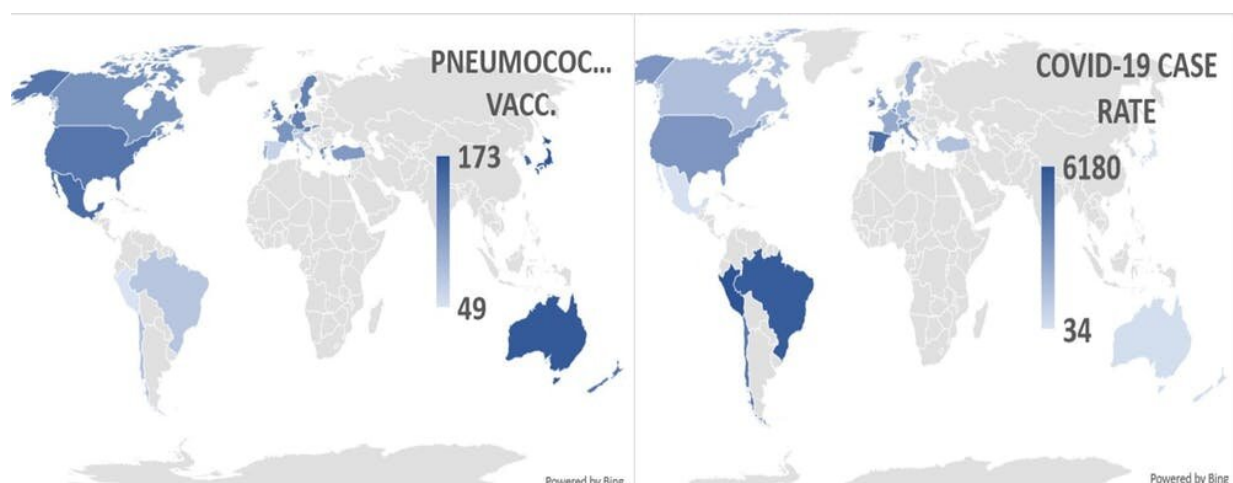 PNEUMOCOC...
VACC.
173
49
Powered by Bing
COVID-19 CASE
RATE
6180
34
Powered by Bing